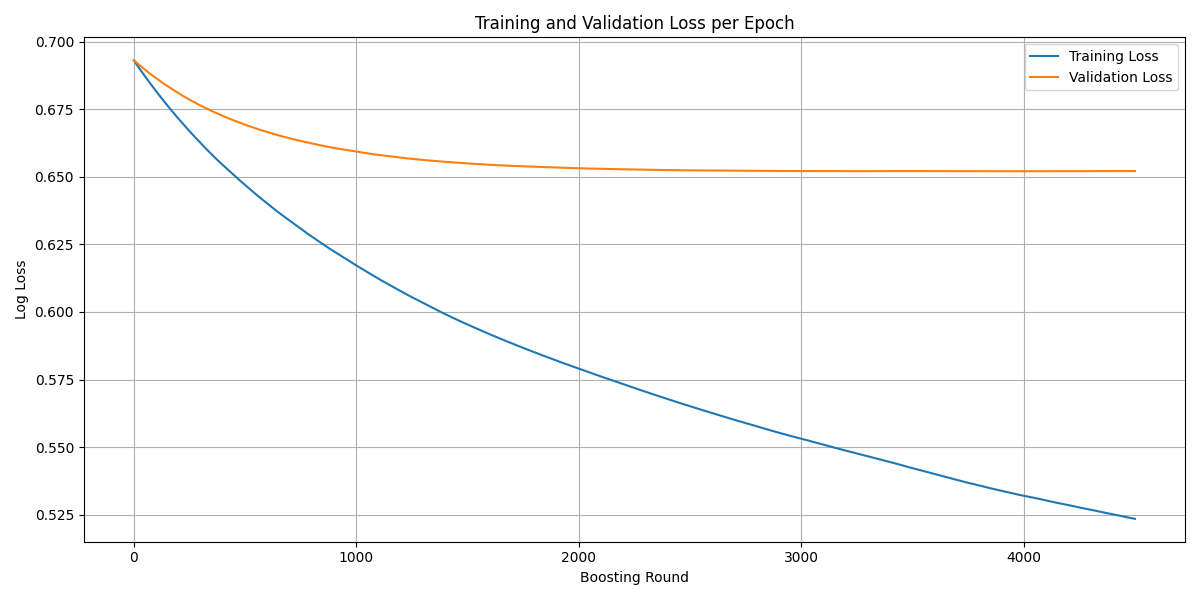 Training and Validation Loss per Epoch
Training Loss
Validation Loss
0.700
0.675
0.650
0.625
0.600
0.575
0.550
0.525
Log Loss
0 1000 2000 3000 4000
Boosting Round